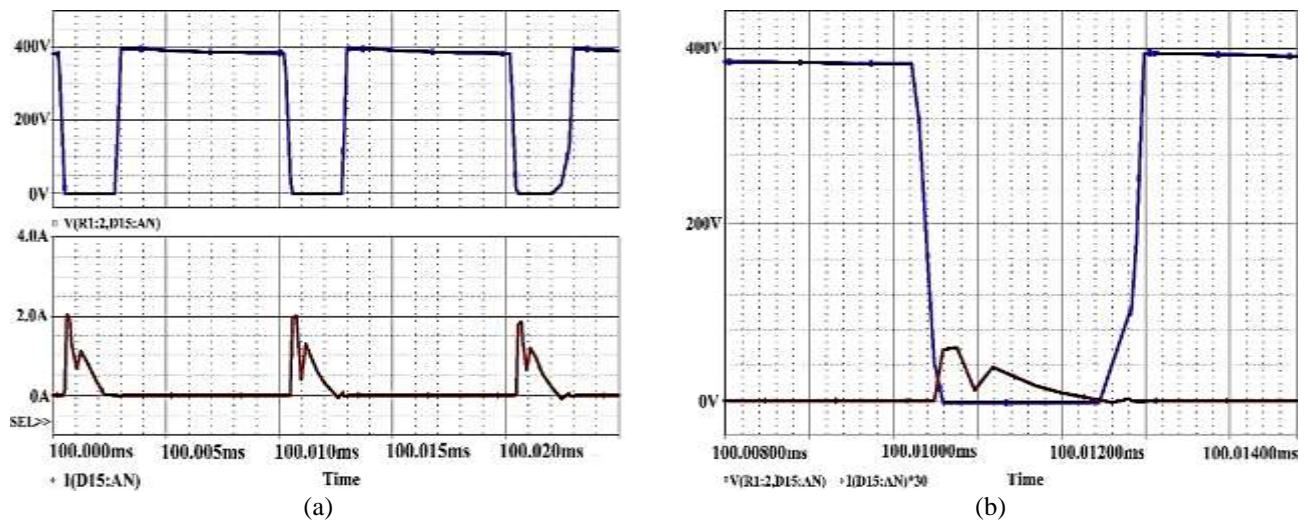 400V
200V
0V
V(R1:2,D15:AN)
4.0A
2.0A
0A
SEL>>
100.000ms 100.005ms 100.010ms 100.015ms 100.020ms
I(D15:AN) Time
(a)
400V
200V
0V
100.00800ms 100.01000ms 100.01200ms 100.01400ms
V(R1:2,D15:AN) I(D15:AN)*30 Time
(b)